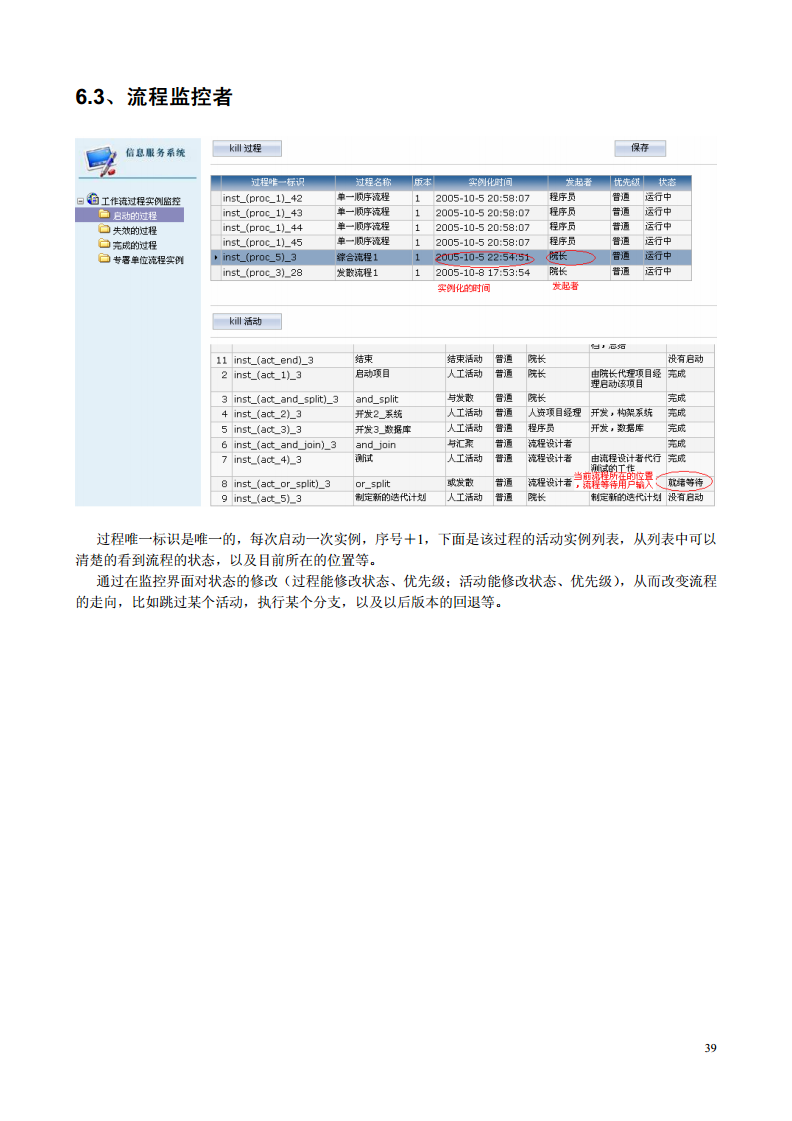 6.3、流程监控者
信息服务系统
工作流过程实例监控
启动的过程
失效的过程
完成的过程
专署单位流程实例
kill 过程 保存
过程唯一标识 过程名称 版本 实例化时间 发起者 优先级 状态
inst_(proc_1)_42 单一顺序流程 1 2005-10-5 20:58:07 程序员 普通 运行中
inst_(proc_1)_43 单一顺序流程 1 2005-10-5 20:58:07 程序员 普通 运行中
inst_(proc_1)_44 单一顺序流程 1 2005-10-5 20:58:07 程序员 普通 运行中
inst_(proc_1)_45 单一顺序流程 1 2005-10-5 20:58:07 程序员 普通 运行中
inst_(proc_5)_3 综合流程1 1 2005-10-5 22:54:51 院长 普通 运行中
inst_(proc_3)_28 发散流程1 1 2005-10-8 17:53:54 院长 普通 运行中
实例化的时间 发起者
kill 活动
11 inst_(act_end)_3 结束 结束活动 普通 院长 没有启动
2 inst_(act_1)_3 启动项目 人工活动 普通 院长 由院长代理项目经 完成
理启动该项目
3 inst_(act_and_split)_3 and_split 与发散 普通 院长 完成
4 inst_(act_2)_3 开发2_系统 人工活动 普通 人资项目经理 开发，构架系统 完成
5 inst_(act_3)_3 开发3_数据库 人工活动 普通 程序员 开发，数据库 完成
6 inst_(act_and_join)_3 and_join 与汇聚 普通 流程设计者 完成
7 inst_(act_4)_3 测试 人工活动 普通 流程设计者 由流程设计者代行 完成
测试的工作
当前流程所在的位置
8 inst_(act_or_split)_3 or_split 或发散 普通 流程设计者 ，流程等待用户输入 就绪等待
9 inst_(act_5)_3 制定新的迭代计划 人工活动 普通 院长 制定新的迭代计划 没有启动
过程唯一标识是唯一的，每次启动一次实例，序号＋1，下面是该过程的活动实例列表，从列表中可以
清楚的看到流程的状态，以及目前所在的位置等。
通过在监控界面对状态的修改（过程能修改状态、优先级；活动能修改状态、优先级），从而改变流程
的走向，比如跳过某个活动，执行某个分支，以及以后版本的回退等。
39